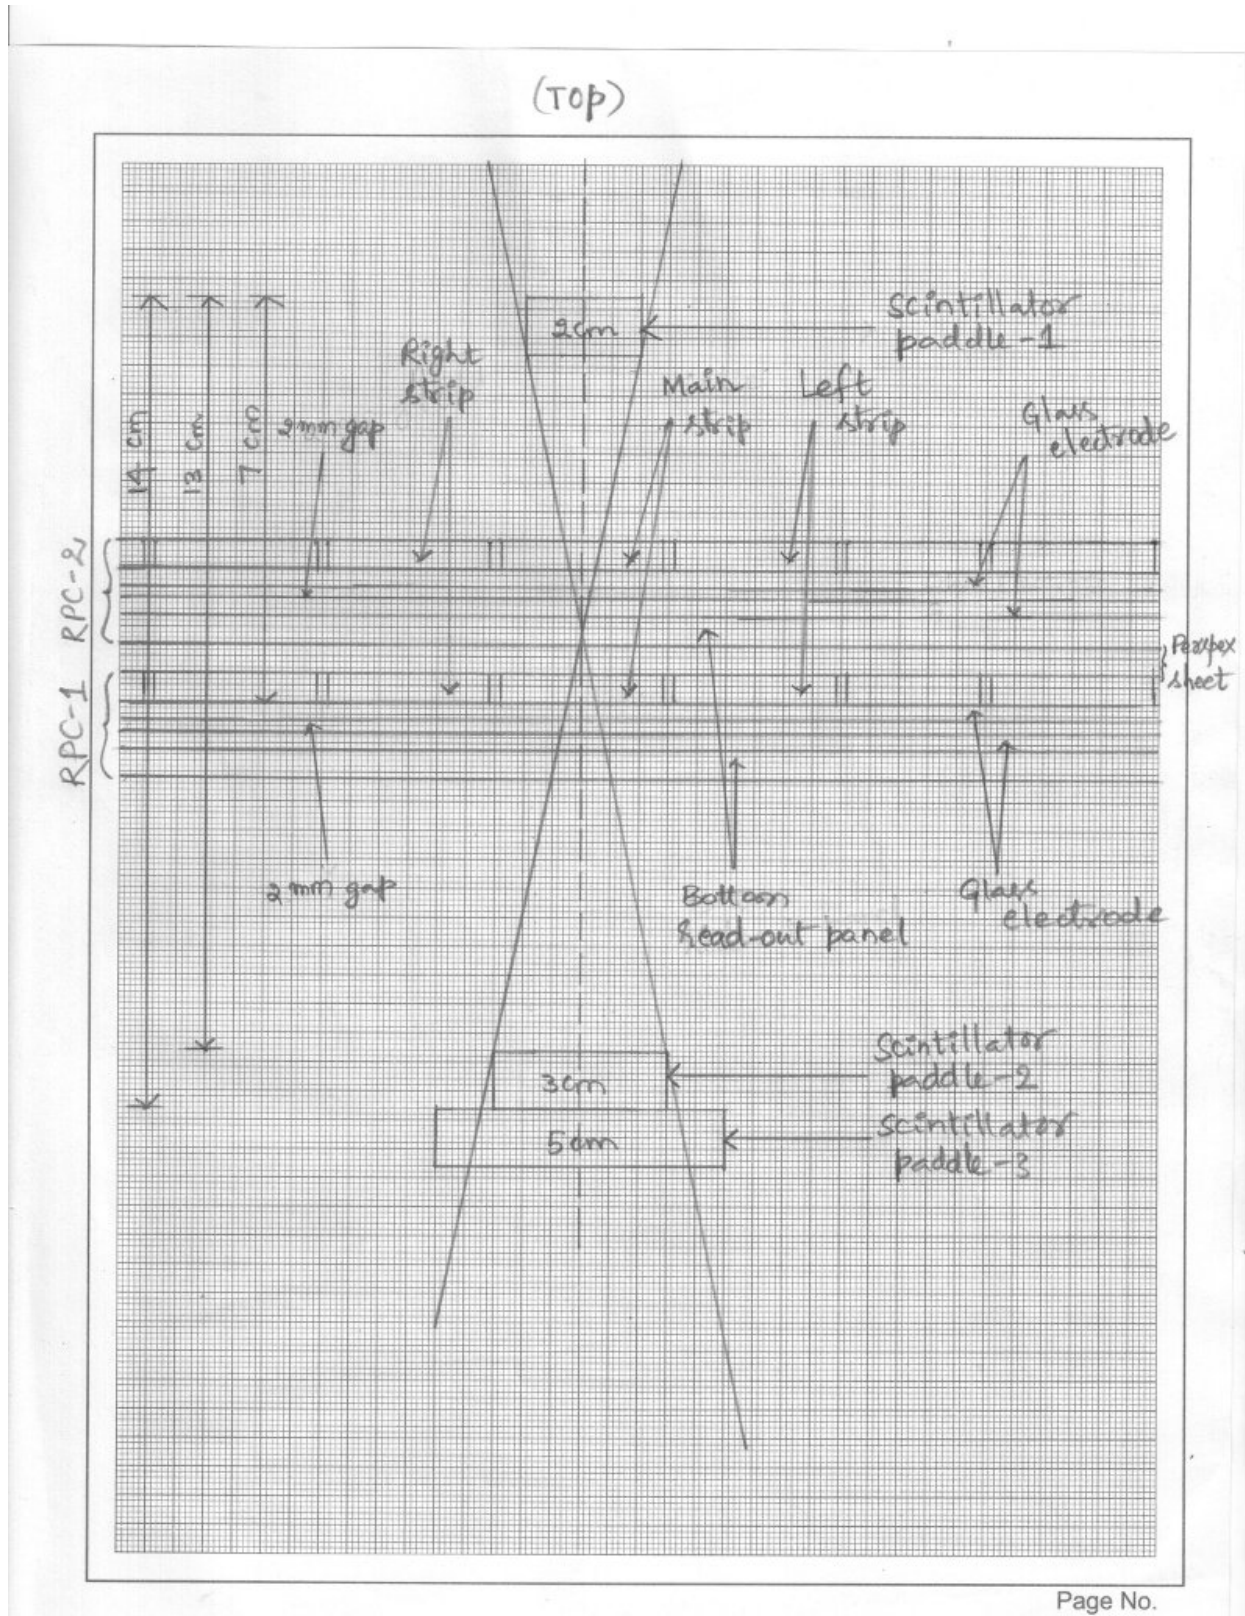 (TOP)
2cm
Scintillator
paddle-1
Right
strip
Main
strip
Left
strip
Glass
electrode
14 cm
13 cm
7 cm
2mm gap
RPC-2
RPC-1
Perspex
sheet
2mm gap
Bottom
Read-out panel
Glass
electrode
3cm
Scintillator
paddle-2
5cm
Scintillator
paddle-3
Page No.